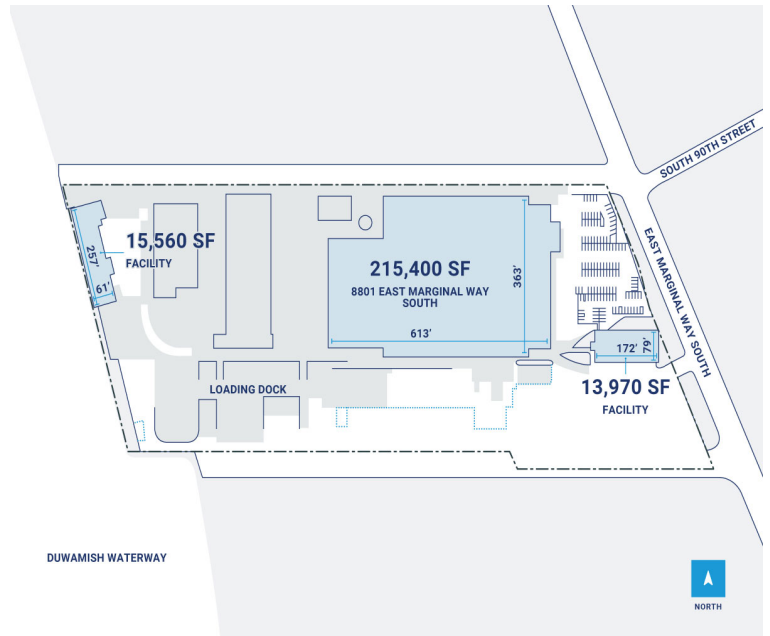 SOUTH 90TH STREET
EAST MARGINAL WAY SOUTH
257'
61'
15,560 SF
FACILITY
215,400 SF
8801 EAST MARGINAL WAY
SOUTH
363'
613'
172'
79'
13,970 SF
FACILITY
LOADING DOCK
DUWAMISH WATERWAY
NORTH